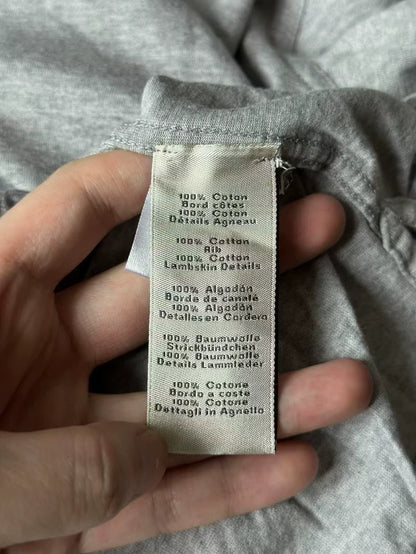 100% Coton
Bord côtes
100% Coton
Détails Agneau
100% Cotton
Rib
100% Cotton
Lambskin Details
100% Algodón
Borde de canalé
100% Algodón
Detalles en Cordero
100% Baumwolle
Strickbündchen
100% Baumwolle
Details Lammleder
100% Cotone
Bordo a coste
100% Cotone
Dettagli in Agnello